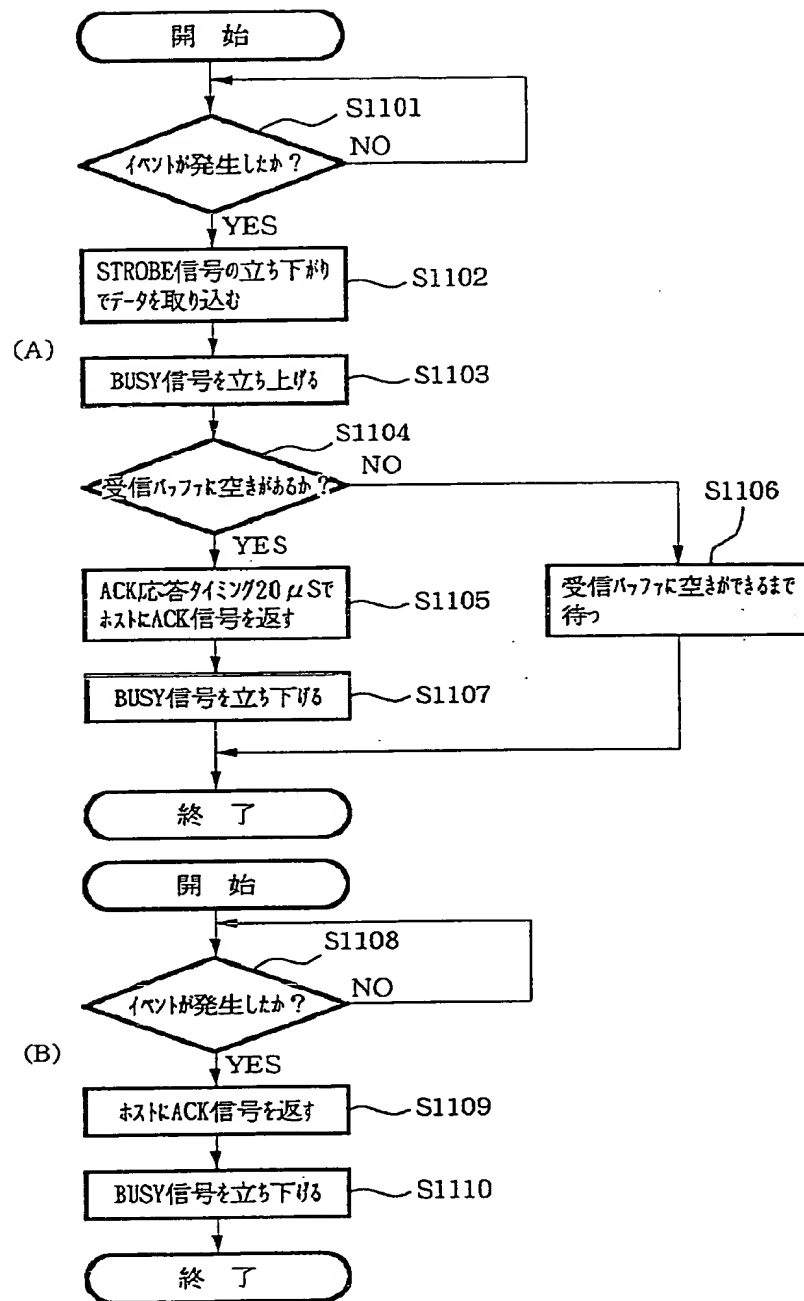 開 始
S1101
イベントが発生したか?
NO
YES
STROBE信号の立ち下がり
でデータを取り込む
S1102
(A)
BUSY信号を立ち上げる
S1103
S1104
受信バッファに空きがあるか?
NO
YES
S1106
ACK応答タイミング20μSで
ホストにACK信号を返す
S1105
受信バッファに空きができるまで
待つ
BUSY信号を立ち下げる
S1107
終 了
開 始
S1108
イベントが発生したか?
NO
(B)
YES
ホストにACK信号を返す
S1109
BUSY信号を立ち下げる
S1110
終 了